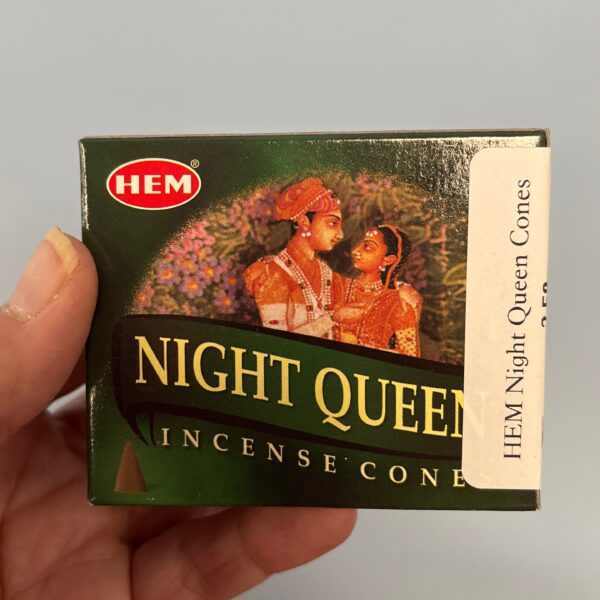 HEM®
NIGHT QUEEN
INCENSE CONE
HEM Night Queen Cones